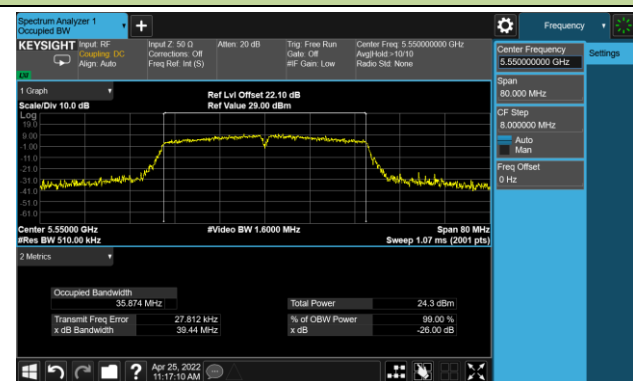 Spectrum Analyzer 1
Occupied BW
Frequency
KEYSIGHT
Input: RF
Coupling: DC
Align: Auto
Input Z: 50 Ω
Corrections: Off
Freq Ref: Int (S)
Atten: 20 dB
Trig: Free Run
Gate: Off
#IF Gain: Low
Center Freq: 5.550000000 GHz
Avg|Hold:>10/10
Radio Std: None
Center Frequency
5.550000000 GHz
Settings
Span
80.000 MHz
CF Step
8.000000 MHz
Auto
Man
Freq Offset
0 Hz
1 Graph
Scale/Div 10.0 dB
Ref Lvl Offset 22.10 dB
Ref Value 29.00 dBm
Log
19.0
9.00
-1.00
-11.0
-21.0
-31.0
-41.0
-51.0
-61.0
Center 5.55000 GHz
#Res BW 510.00 kHz
#Video BW 1.6000 MHz
Span 80 MHz
Sweep 1.07 ms (2001 pts)
2 Metrics
Occupied Bandwidth
35.874 MHz
Total Power 24.3 dBm
Transmit Freq Error 27.812 kHz
% of OBW Power 99.00 %
x dB Bandwidth 39.44 MHz
x dB -26.00 dB
Apr 25, 2022
11:17:10 AM